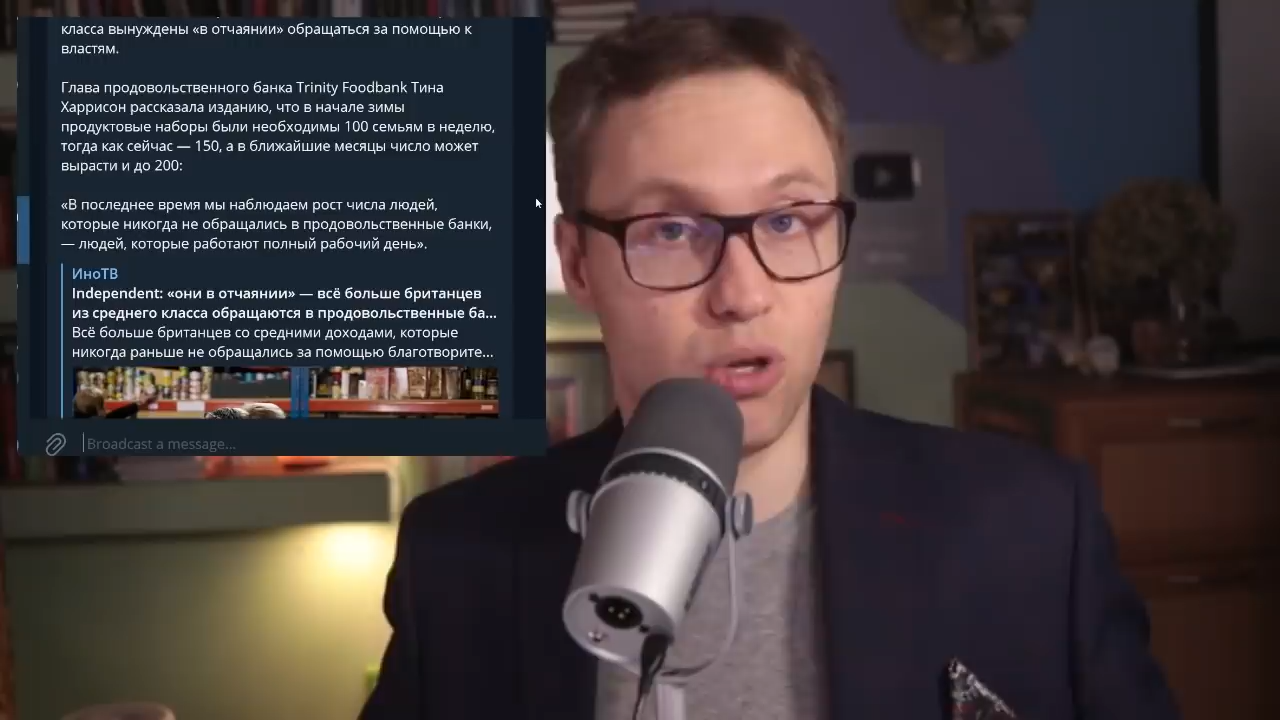 класса вынуждены «в отчаянии» обращаться за помощью к
властям.
Глава продовольственного банка Trinity Foodbank Тина
Харрисон рассказала изданию, что в начале зимы
продуктовые наборы были необходимы 100 семьям в неделю,
тогда как сейчас — 150, а в ближайшие месяцы число может
вырасти и до 200:
«В последнее время мы наблюдаем рост числа людей,
которые никогда не обращались в продовольственные банки,
— людей, которые работают полный рабочий день».
ИноТВ
Independent: «они в отчаянии» — всё больше британцев
из среднего класса обращаются в продовольственные ба...
Всё больше британцев со средними доходами, которые
никогда раньше не обращались за помощью благотворите...
Broadcast a message...